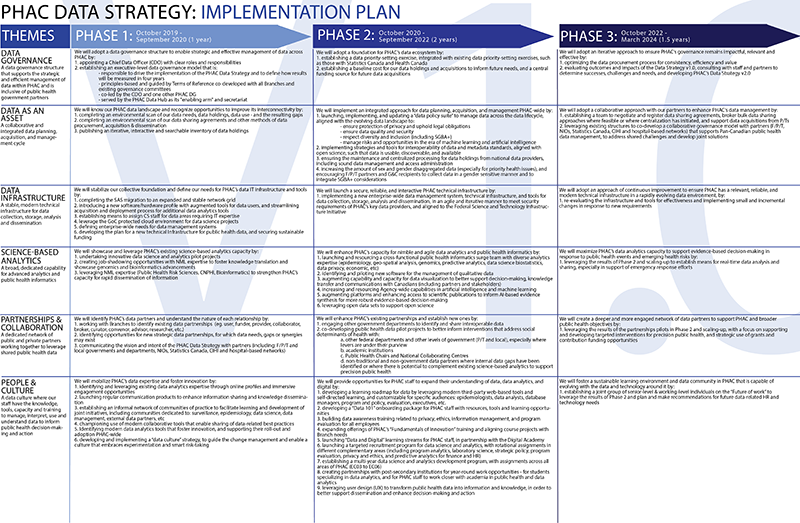 PHAC DATA STRATEGY: IMPLEMENTATION PLAN
THEMES
PHASE 1: October 2019 - September 2020 (1 year)
PHASE 2: October 2020 - September 2022 (2 years)
PHASE 3: October 2022 - March 2024 (1.5 years)
DATA
GOVERNANCE
A data governance structure
that supports the strategic
and efficient management of
data within PHAC and is
inclusive of public health
government partners
We will adopt a data governance structure to enable strategic and effective management of data across
PHAC by:
1. appointing a Chief Data Officer (CDO) with clear roles and responsibilities
2. establishing an executive-level data governance model that is:
- responsible to drive the implementation of the PHAC Data Strategy and to define how results
will be measured in four years
- principles-based and guided by Terms of Reference co-developed with all Branches and
existing governance committees
- co-led by the CDO and one other PHAC DG
- served by the PHAC Data Hub as its "enabling arm" and secretariat
We will adopt a foundation for PHAC's data ecosystem by:
1. establishing a data priority setting exercise, integrated with existing data priority-setting exercises, such as
those with Statistics Canada and Health Canada
2. establishing a baseline cost for our data holdings and acquisitions to inform future needs, and a central
funding source for future data acquisitions
We will adopt an iterative approach to ensure PHAC's governance remains impactful, relevant and
effective by:
1. optimizing the data procurement process for consistency, efficiency and value
2. evaluating outcomes and impacts of the Data Strategy v1.0, consulting with staff and partners to
determine successes, challenges and needs, and developing PHAC's Data Strategy v2.0
DATA AS AN
ASSET
A collaborative and
integrated data planning,
acquisition, and manage-
ment cycle
We will know our PHAC data landscape and recognize opportunities to improve its interconnectivity by:
1. completing an environmental scan of our data needs, data holdings, data use - and the resulting gaps
2. completing an environmental scan of our data sharing agreements and other methods of data
procurement, acquisition & dissemination
3. publishing an iterative, interactive and searchable inventory of data holdings
We will implement an integrated approach for data planning, acquisition, and management PHAC-wide by:
1. launching, implementing, and updating a "data policy suite" to manage data across the data lifecycle,
aligned with the evolving data landscape to:
- ensure protection of privacy and uphold legal obligations
- ensure data quality and security
- respect diversity and inclusion (including SGBA+)
- manage risks and opportunities in the era of machine learning and artificial intelligence
2. implementing strategies and tools for interoperability of data and metadata standards, aligned with
open science, such that data is usable, discoverable, and available
3. ensuring the maintenance and centralized processing for data holdings from national data providers,
including sound data management and access administration
4. increasing the amount of sex and gender disaggregated data (especially for priority health issues), and
encouraging F/P/T partners and G&C recipients to collect data in a gender sensitive manner and to
integrate SGBA+ considerations
We will adopt a collaborative approach with our partners to enhance PHAC's data management by:
1. establishing a team to negotiate and register data sharing agreements, broker bulk data sharing
approaches where feasible or where centralization has initiated, and support data acquisitions from P/Ts
2. leveraging existing structures to co-develop a collaborative governance model with partners (F/P/T,
NIOs, Statistics Canada, CIHI and hospital-based networks) that supports Pan-Canadian public health
data management, to address shared challenges and develop joint solutions
DATA
INFRASTRUCTURE
A stable, modern technical
infrastructure for data
collection, storage, analysis
and dissemination
We will stabilize our collective foundation and define our needs for PHAC's data IT infrastructure and tools
by:
1. completing the SAS migration to an expanded and stable network grid
2. introducing a new software/hardware profile with augmented tools for data users, and streamlining
acquisition and deployment process for additional data analytics tools
3. establishing means to assign CS staff for data areas requiring IT expertise
4. leverage the GoC protected cloud environment for data science projects
5. defining enterprise-wide needs for data management systems
6. developing the plan for a new technical infrastructure for public health data, and securing sustainable
funding
We will launch a secure, reliable, and interactive PHAC technical infrastructure by:
1. implementing a new enterprise-wide data management system, technical infrastructure, and tools for
data collection, storage, analysis and dissemination, in an agile and iterative manner to meet security
requirements of PHAC's key data providers, and aligned to the Federal Science and Technology Infrastruc-
ture Initiative
We will adopt an approach of continuous improvement to ensure PHAC has a relevant, reliable, and
modern technical infrastructure in a rapidly evolving data environment, by:
1. re-evaluating the infrastructure and tools for effectiveness and implementing small and incremental
changes in response to new requirements
SCIENCE-BASED
ANALYTICS
A broad, dedicated capacity
for advanced analytics and
public health informatics
We will showcase and leverage PHAC's existing science-based analytics capacity by:
1. undertaking innovative data science and analytics pilot projects
2. creating job-shadowing opportunities with NML expertise to foster knowledge translation and
showcase genomics and bioinformatics advancements
3. leveraging NML expertise (Public Health Risk Sciences, CNPHI, Bioinformatics) to strengthen PHAC's
capacity for rapid dissemination of information
We will enhance PHAC's capacity for nimble and agile data analytics and public health informatics by:
1. launching and resourcing a cross-functional public health infrastructure surge team with diverse analytics
expertise (epidemiology, geo-spatial analysis, genomics, predictive analytics, data science biostatistics,
data privacy, economic, etc)
2. identifying and piloting new software for the management of qualitative data
3. augmenting capability and capacity for data visualization to better support decision-making, knowledge
transfer and communications with Canadians (including partners and stakeholders)
4. increasing and resourcing Agency-wide capabilities in artificial intelligence and machine learning
5. augmenting platforms and enhancing access to scientific publications to inform AI-based evidence
synthesis for more robust evidence-based decision-making
6. leveraging open data sets to support open science
We will maximize PHAC's data analytics capacity to support evidence-based decision-making in
response to public health events and emerging health risks by:
1. leveraging the results of Phase 2 and scaling up to establish means for real-time data analysis and
sharing, especially in support of emergency response efforts
PARTNERSHIPS &
COLLABORATION
A dedicated network of
public and private partners
working together to leverage
shared public health data
We will identify PHAC's data partners and understand the nature of each relationship by:
1. working with Branches to identify existing data partnerships (eg. user, funder, provider, collaborator,
broker, curator, convenor, advisor, researcher, etc)
2. identifying opportunities for new strategic data partnerships, for which data needs, gaps or synergies
may exist
3. communicating the vision and intent of the PHAC Data Strategy with partners (including F/P/T and
local governments and departments, NIOs, Statistics Canada, CIHI and hospital-based networks)
We will enhance PHAC's existing partnerships and establish new ones by:
1. engaging other government departments to identify and share interoperable data
2. co-developing public health data pilot projects to better inform interventions that address social
determinants of health with:
a. other federal departments and other levels of government (F/P/T and local), especially where
levers are under their purview
b. academic institutions
c. Public Health Chairs and National Collaborating Centres
d. non-traditional and non-government data partners where internal data gaps have been
identified or where there is potential to complement existing science-based analytics to support
precision public health
We will create a deeper and more engaged network of data partners to support PHAC and broader
public health objectives by:
1. leveraging the results of the partnerships pilots in Phase 2 and scaling-up, with a focus on supporting
and developing targeted interventions for precision public health, and strategic use of grants and
contribution funding opportunities
PEOPLE &
CULTURE
A data culture where our
staff have the knowledge,
tools, capacity and training
to manage, interpret, use and
understand data to inform
public health decision-mak-
ing and action
We will mobilize PHAC's data expertise and foster innovation by:
1. identifying and leveraging existing data analytics expertise through online profiles and immersive
engagement opportunities
2. launching regular communication products to enhance information sharing and knowledge dissemina-
tion
3. establishing an informal network of communities of practice to facilitate learning and development of
joint initiatives, including communities dedicated to surveillance, epidemiology, data science, data
management, external data partners, etc
4. championing use of modern collaborative tools that enable sharing of data related best practices
5. identifying modern data analytics tools that foster innovation, and supporting their roll-out and
adoption PHAC-wide
6. developing and implementing a "data culture" strategy, to guide the change management and enable a
culture that embraces experimentation and smart risk-taking
We will provide opportunities for PHAC staff to expand their understanding of data, data analytics, and
digital by:
1. developing a learning roadmap for data by leveraging modern third-party web-based tools and
self-directed learning, and customizable for specific audiences: epidemiologists, data analysts, database
managers, program and policy, evaluation, executives, etc.
2. developing a "Data 101" onboarding package for PHAC staff with resources, tools and learning opportu-
nities
3. building data awareness training related to privacy, ethics, information management, and program
evaluation for all employees
4. expanding offerings of PHAC's "Fundamentals of Innovation" training and aligning course projects with
Branch needs
5. launching "Data and Digital" learning streams for PHAC staff, in partnership with the Digital Academy
6. launching a targeted recruitment program for data science and analytics, with rotational assignments in
different complementary areas (including program analytics, laboratory science, strategic policy, program
evaluation, privacy and ethics, and predictive analytics for finance and HR)
7. establishing a multi-year data science and analytics development program, with assignments across all
areas of PHAC (EC03 to EC06)
8. creating partnerships with post-secondary institutions for year round work opportunities - for students
specializing in data analytics, and for PHAC staff to work closer with academia in public health and data
analytics
9. leveraging user design (UX) to transform public health data into information and knowledge, in order to
better support dissemination and enhance decision making and action
We will foster a sustainable learning environment and data community in PHAC that is capable of
evolving with the data and technology around it by:
1. establishing a joint group of senior level & working level individuals on the "Future of work" to
leverage the results of Phase 2 and plan and make recommendations for future data related HR and
technology needs
V1.0